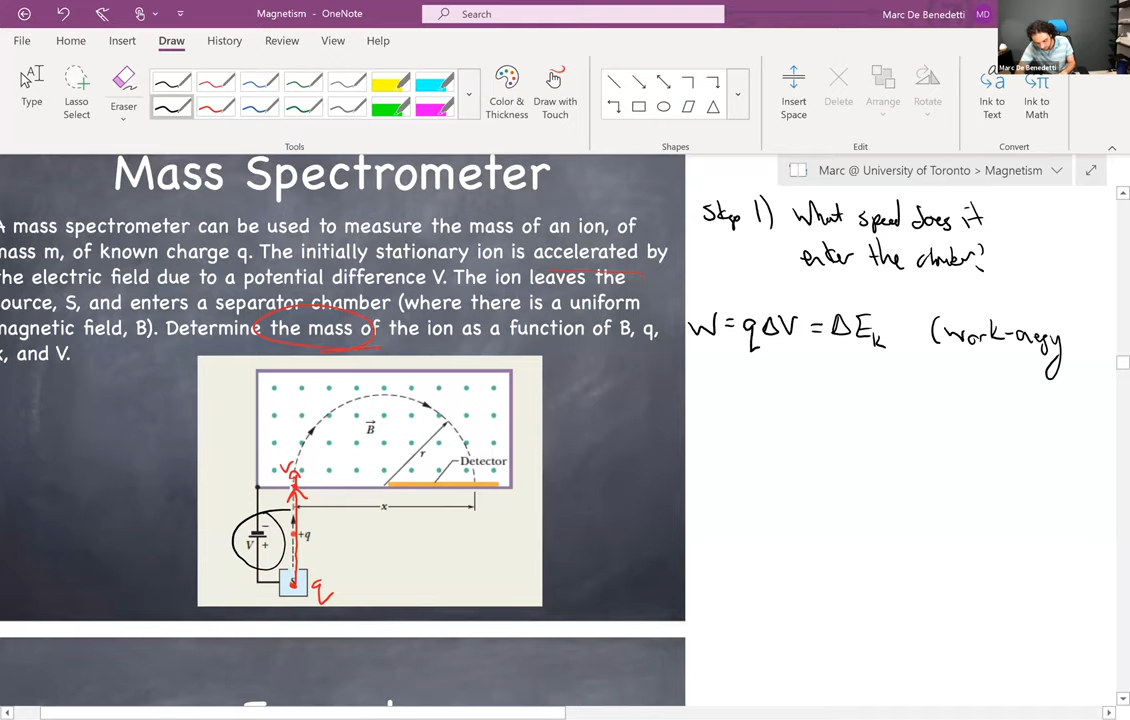 Magnetism - OneNote
Search
Marc De Benedetti
MD
File Home Insert Draw History Review View Help
Marc De Benedetti
Type
Lasso Select
Eraser
Color & Thickness
Draw with Touch
Insert Space
Delete
Arrange
Rotate
Ink to Text
Ink to Math
Tools
Shapes
Edit
Convert
Marc @ University of Toronto > Magnetism
Mass Spectrometer
A mass spectrometer can be used to measure the mass of an ion, of
mass m, of known charge q. The initially stationary ion is accelerated by
the electric field due to a potential difference V. The ion leaves the
source, S, and enters a separator chamber (where there is a uniform
magnetic field, B). Determine the mass of the ion as a function of B, q,
x, and V.
B
r
Detector
x
V
- 
+
+q
S
q
Step 1) What speed does it
enter the chamber?
W = qΔV = ΔEk (work-energy